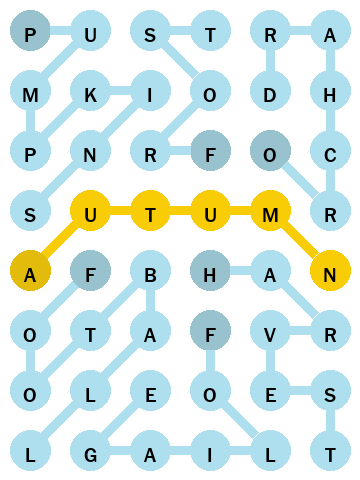 P U S T R A
M K I O D H
P N R F O C
S U T U M R
A F B H A N
O T A F V R
O L E O E S
L G A I L T